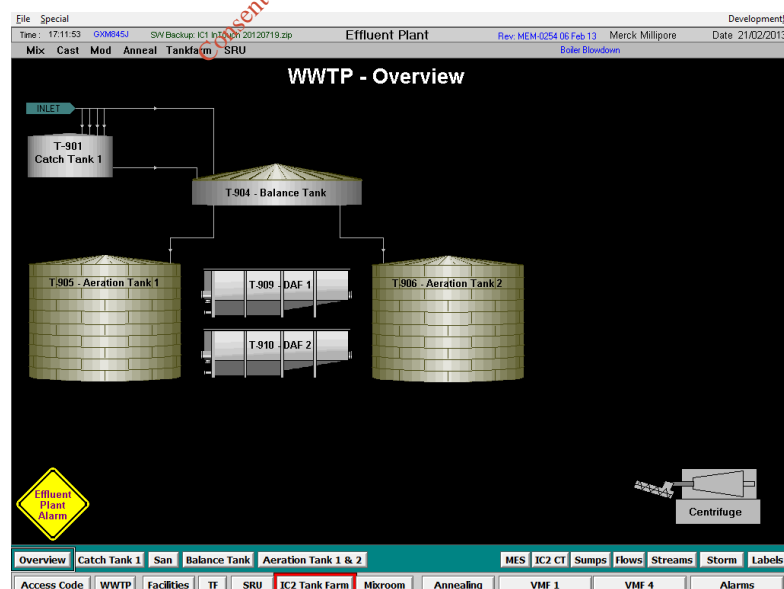 File Special Development
Time : 17:11:53 GXM845J SW Backup: IC1 InTouch 20120719.zip Effluent Plant Rev: MEM-0254 06 Feb 13 Merck Millipore Date 21/02/2013
Mix Cast Mod Anneal Tankfarm SRU Boiler Blowdown
Consent
WWTP - Overview
INLET
T-901
Catch Tank 1
T-904 - Balance Tank
T-905 - Aeration Tank 1
T-909 - DAF 1
T-906 - Aeration Tank 2
T-910 - DAF 2
Effluent
Plant
Alarm
Centrifuge
Overview Catch Tank 1 San Balance Tank Aeration Tank 1 & 2 MES IC2 CT Sumps Flows Streams Storm Labels
Access Code WWTP Facilities TF SRU IC2 Tank Farm Mixroom Annealing VMF 1 VMF 4 Alarms